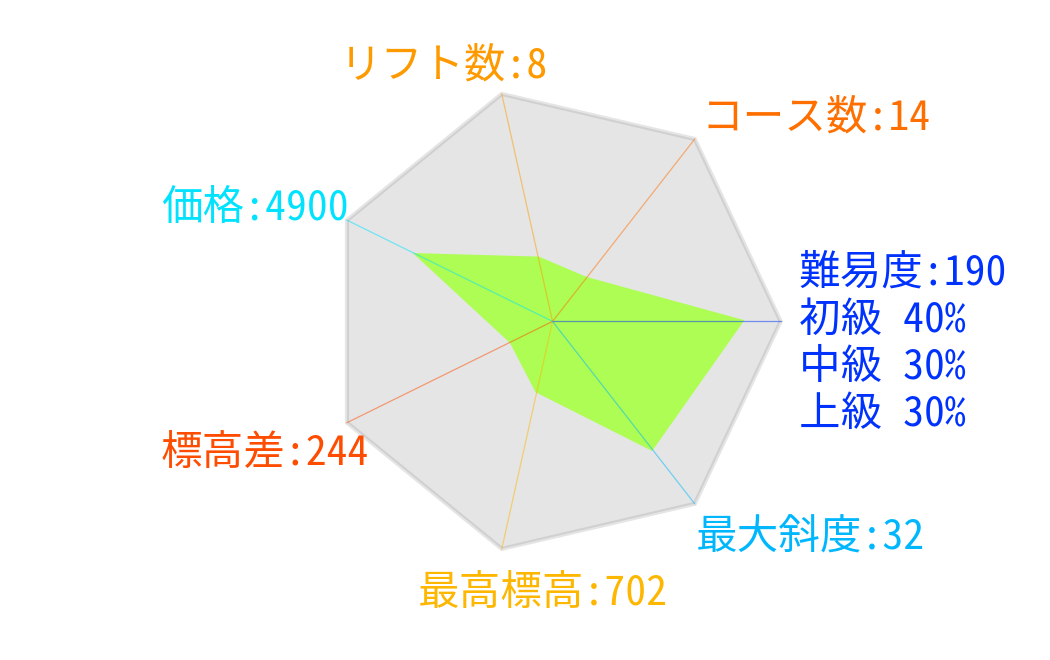 リフト数:8
コース数:14
価格:4900
難易度:190
初級 40%
中級 30%
上級 30%
標高差:244
最大斜度:32
最高標高:702